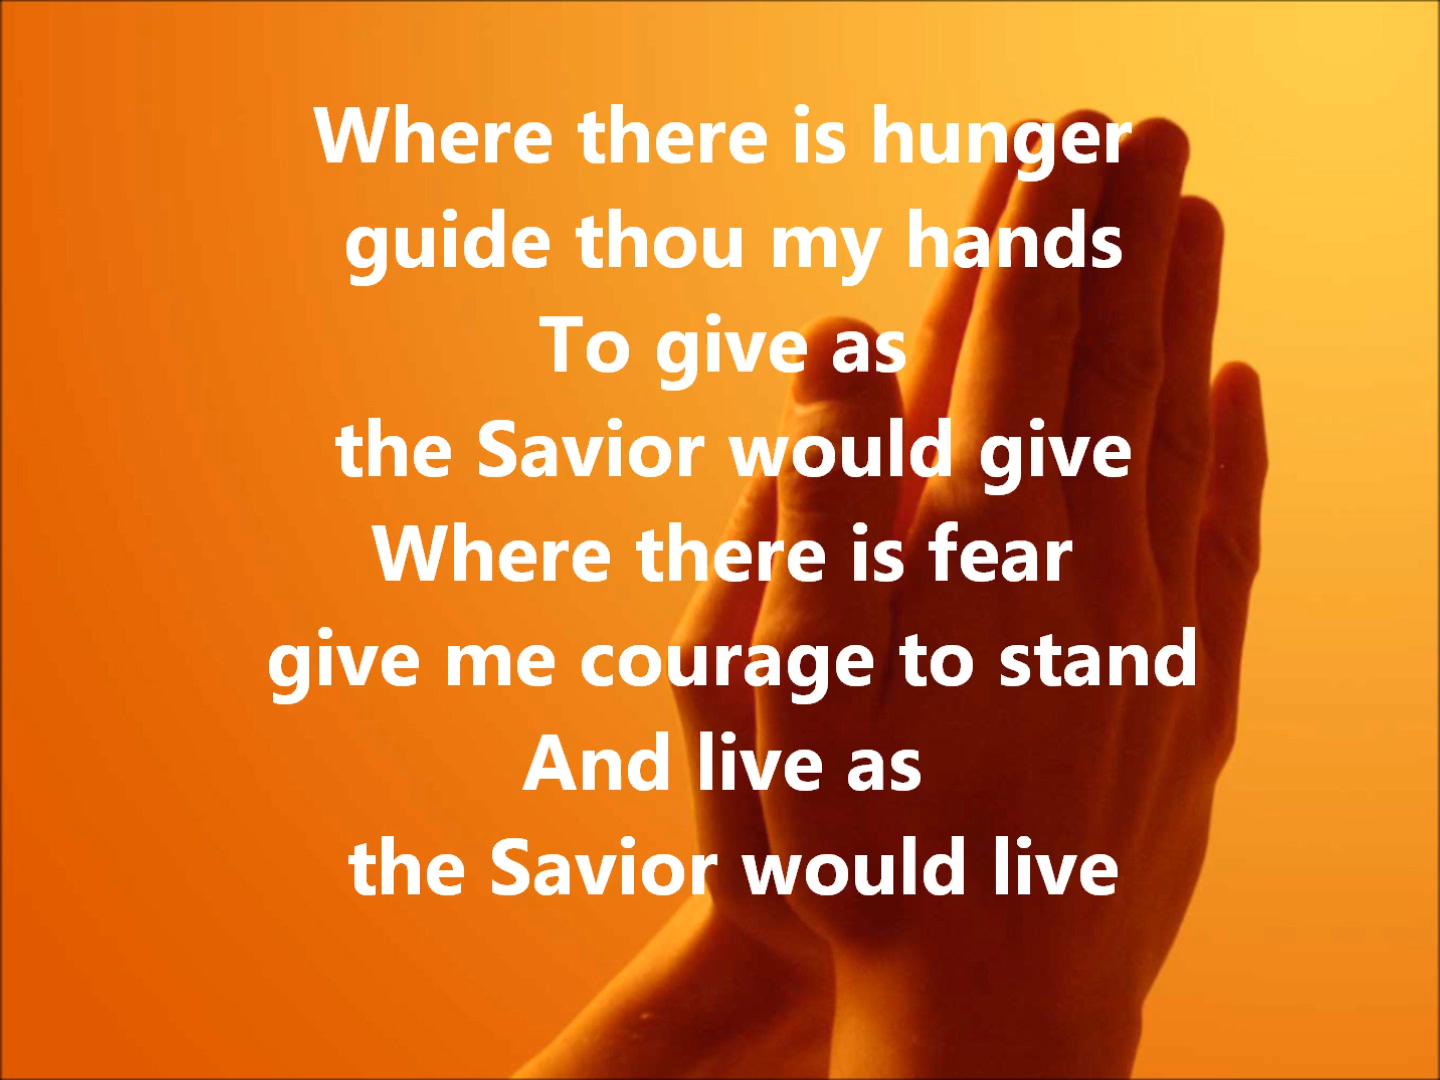 Where there is hunger
guide thou my hands
To give as
the Savior would give
Where there is fear
give me courage to stand
And live as
the Savior would live